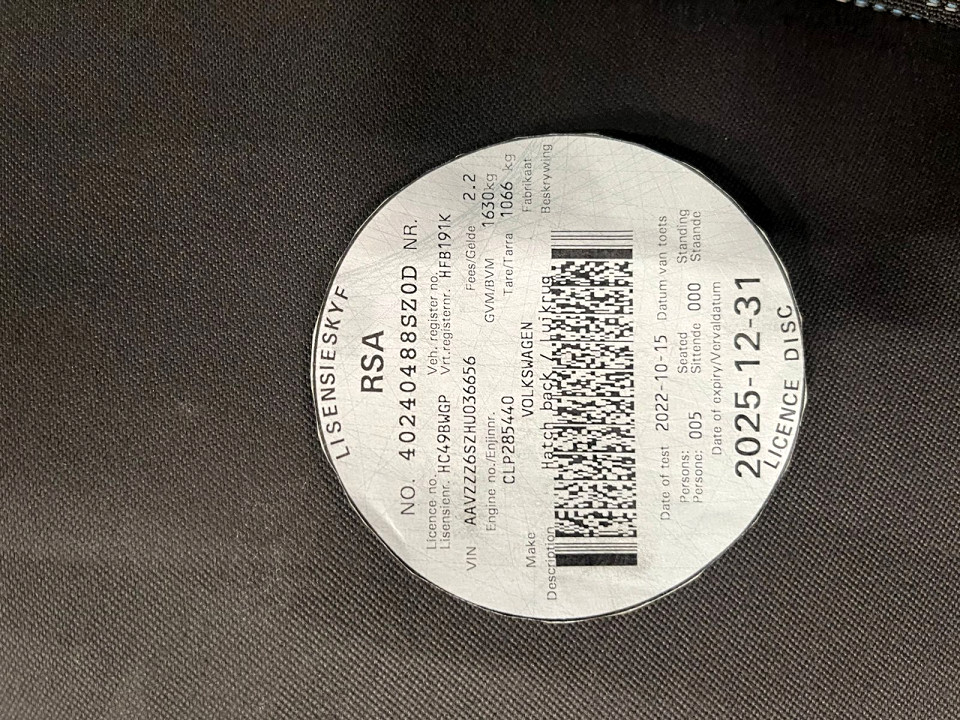 LISENSIESKYF
RSA
NO. 40240488SZ0D NR.
Licence no. Veh. register no.
Lisensienr. HC49BWGP Vrt.registernr. HFB191K
VIN AAVZZZ6SZHU036656 Fees/Gelde 2.2
Engine no./Enjinnr. GVM/BVM 1630kg
CLP285440 Tare/Tarra 1066 kg
Make VOLKSWAGEN Fabrikaat
Description Hatch back / Luikrug Beskrywing
Date of test 2022-10-15 Datum van toets
Persons: Seated Standing
Persone: 005 Sittende 000 Staande
Date of expiry/Vervaldatum
2025-12-31
LICENCE DISC